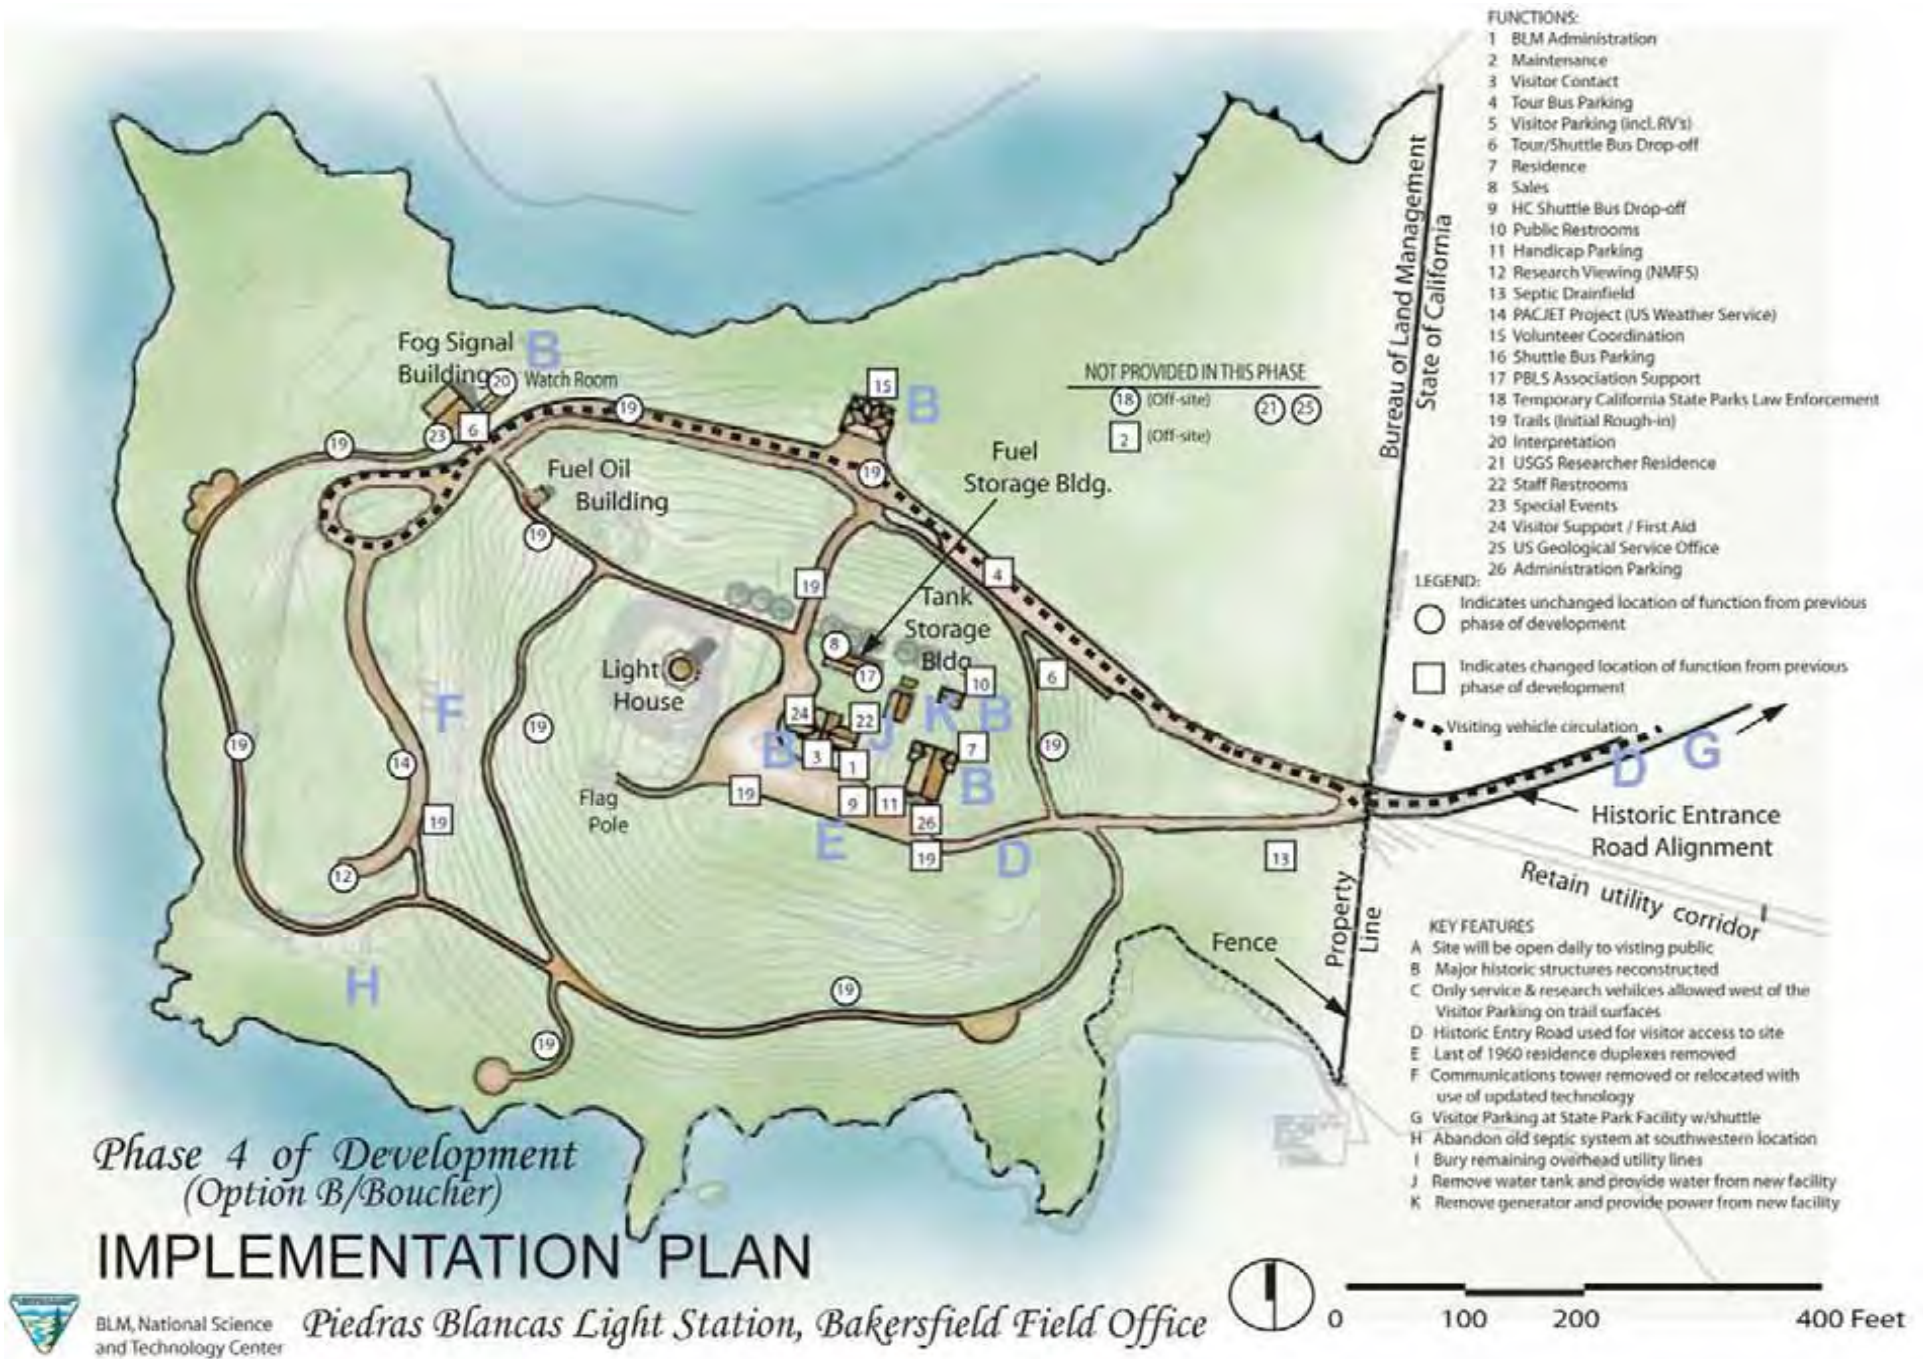 FUNCTIONS:
1 BLM Administration
2 Maintenance
3 Visitor Contact
4 Tour Bus Parking
5 Visitor Parking (incl. RV's)
6 Tour/Shuttle Bus Drop-off
7 Residence
8 Sales
9 HC Shuttle Bus Drop-off
10 Public Restrooms
11 Handicap Parking
12 Research Viewing (NMFS)
13 Septic Drainfield
14 PACJET Project (US Weather Service)
15 Volunteer Coordination
16 Shuttle Bus Parking
17 PBLS Association Support
18 Temporary California State Parks Law Enforcement
19 Trails (Initial Rough-in)
20 Interpretation
21 USGS Researcher Residence
22 Staff Restrooms
23 Special Events
24 Visitor Support / First Aid
25 US Geological Service Office
26 Administration Parking
LEGEND:
Indicates unchanged location of function from previous
phase of development
Indicates changed location of function from previous
phase of development
Visiting vehicle circulation
Bureau of Land Management
State of California
NOT PROVIDED IN THIS PHASE
18 (Off-site) 21 25
2 (Off-site)
Fog Signal
Building
B
20 Watch Room
23
6
19
19
15
B
19
Fuel Oil
Building
19
Fuel
Storage Bldg.
4
19
Tank
Storage
Bldg.
8
17
10
6
Light
House
24
22
J
K
B
B
3
1
7
B
19
F
19
19
14
19
12
Flag
Pole
19
9
11
26
E
19
D
13
D
G
Historic Entrance
Road Alignment
Retain utility corridor
Property
Line
Fence
H
19
19
KEY FEATURES
A Site will be open daily to visting public
B Major historic structures reconstructed
C Only service & research vehilces allowed west of the
Visitor Parking on trail surfaces
D Historic Entry Road used for visitor access to site
E Last of 1960 residence duplexes removed
F Communications tower removed or relocated with
use of updated technology
G Visitor Parking at State Park Facility w/shuttle
H Abandon old septic system at southwestern location
I Bury remaining overhead utility lines
J Remove water tank and provide water from new facility
K Remove generator and provide power from new facility
Phase 4 of Development
(Option B/Boucher)
IMPLEMENTATION PLAN
BLM, National Science
and Technology Center
Piedras Blancas Light Station, Bakersfield Field Office
0 100 200 400 Feet